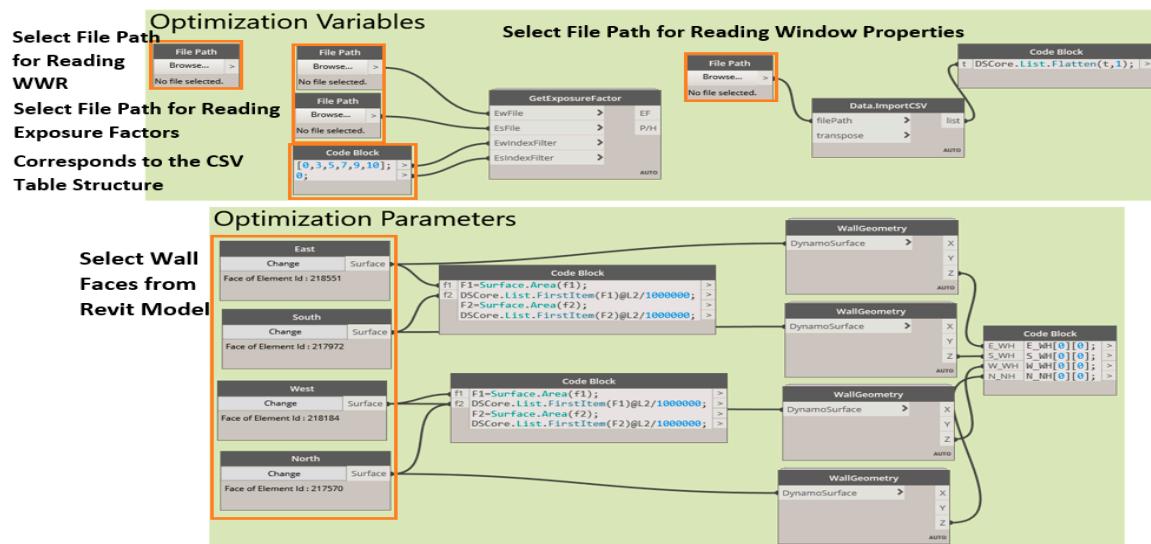 Optimization Variables
Select File Path
for Reading
WWR
File Path
Browse... >
No file selected.
File Path
Browse... >
No file selected.
Select File Path for Reading Window Properties
File Path
Browse... >
No file selected.
Code Block
t DSCore.List.Flatten(t,1); >
Select File Path for Reading
Exposure Factors
File Path
Browse... >
No file selected.
GetExposureFactor
EwFile > EF
EsFile > P/H
EwIndexFilter >
EsIndexFilter >
AUTO
Data.ImportCSV
filePath > list
transpose >
AUTO
Corresponds to the CSV
Table Structure
Code Block
[0,3,5,7,9,10]; >
0; >
Optimization Parameters
Select Wall
Faces from
Revit Model
East
Change Surface
Face of Element Id : 218551
South
Change Surface
Face of Element Id : 217972
West
Change Surface
Face of Element Id : 218184
North
Change Surface
Face of Element Id : 217570
Code Block
f1 F1=Surface.Area(f1); >
f2 DSCore.List.FirstItem(F1)@L2/1000000; >
F2=Surface.Area(f2); >
DSCore.List.FirstItem(F2)@L2/1000000; >
Code Block
f1 F1=Surface.Area(f1); >
f2 DSCore.List.FirstItem(F1)@L2/1000000; >
F2=Surface.Area(f2); >
DSCore.List.FirstItem(F2)@L2/1000000; >
WallGeometry
DynamoSurface > X
Y
Z
AUTO
WallGeometry
DynamoSurface > X
Y
Z
AUTO
WallGeometry
DynamoSurface > X
Y
Z
AUTO
WallGeometry
DynamoSurface > X
Y
Z
AUTO
Code Block
E_WH E_WH[0][0]; >
S_WH S_WH[0][0]; >
W_WH W_WH[0][0]; >
N_NH N_NH[0][0]; >